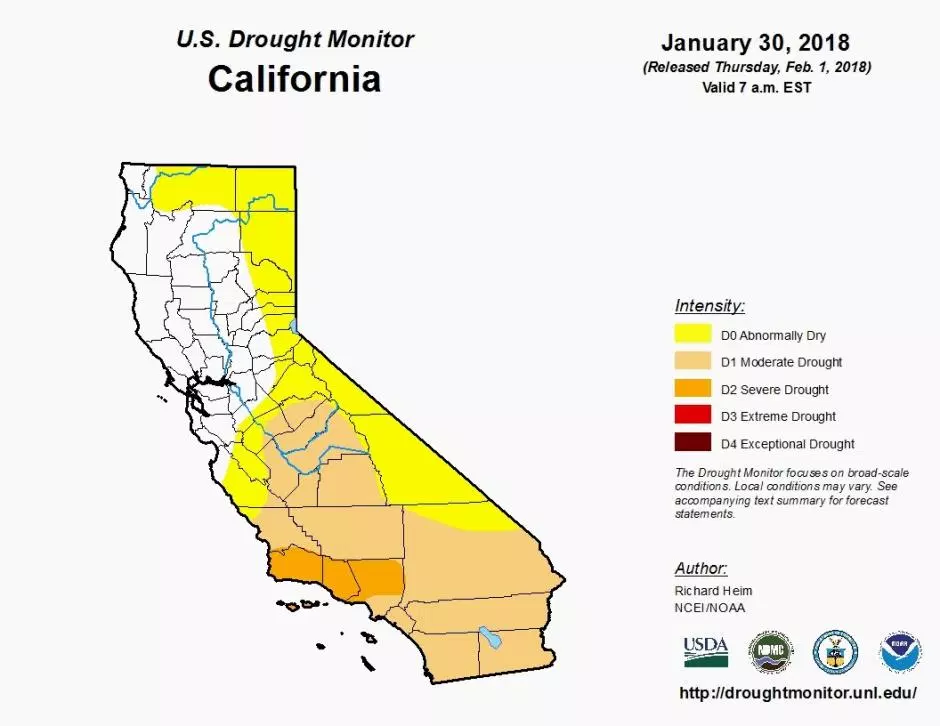 U.S. Drought Monitor
California
January 30, 2018
(Released Thursday, Feb. 1, 2018)
Valid 7 a.m. EST
Intensity:
D0 Abnormally Dry
D1 Moderate Drought
D2 Severe Drought
D3 Extreme Drought
D4 Exceptional Drought
The Drought Monitor focuses on broad-scale
conditions. Local conditions may vary. See
accompanying text summary for forecast
statements.
Author:
Richard Heim
NCEI/NOAA
USDA
NDMC
NOAA
http://droughtmonitor.unl.edu/